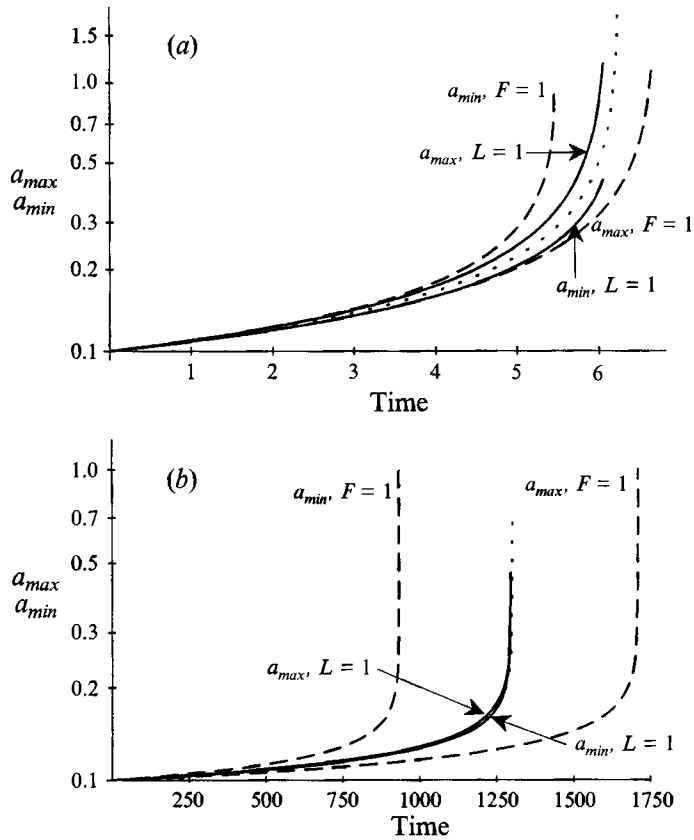 (a)
1.5
1.0
0.7
0.5
0.3
0.2
0.1
a_max
a_min
a_min, F = 1
a_max, L = 1
a_max, F = 1
a_min, L = 1
1 2 3 4 5 6
Time
(b)
1.0
0.7
0.5
0.3
0.2
0.1
a_max
a_min
a_min, F = 1
a_max, F = 1
a_max, L = 1
a_min, L = 1
250 500 750 1000 1250 1500 1750
Time